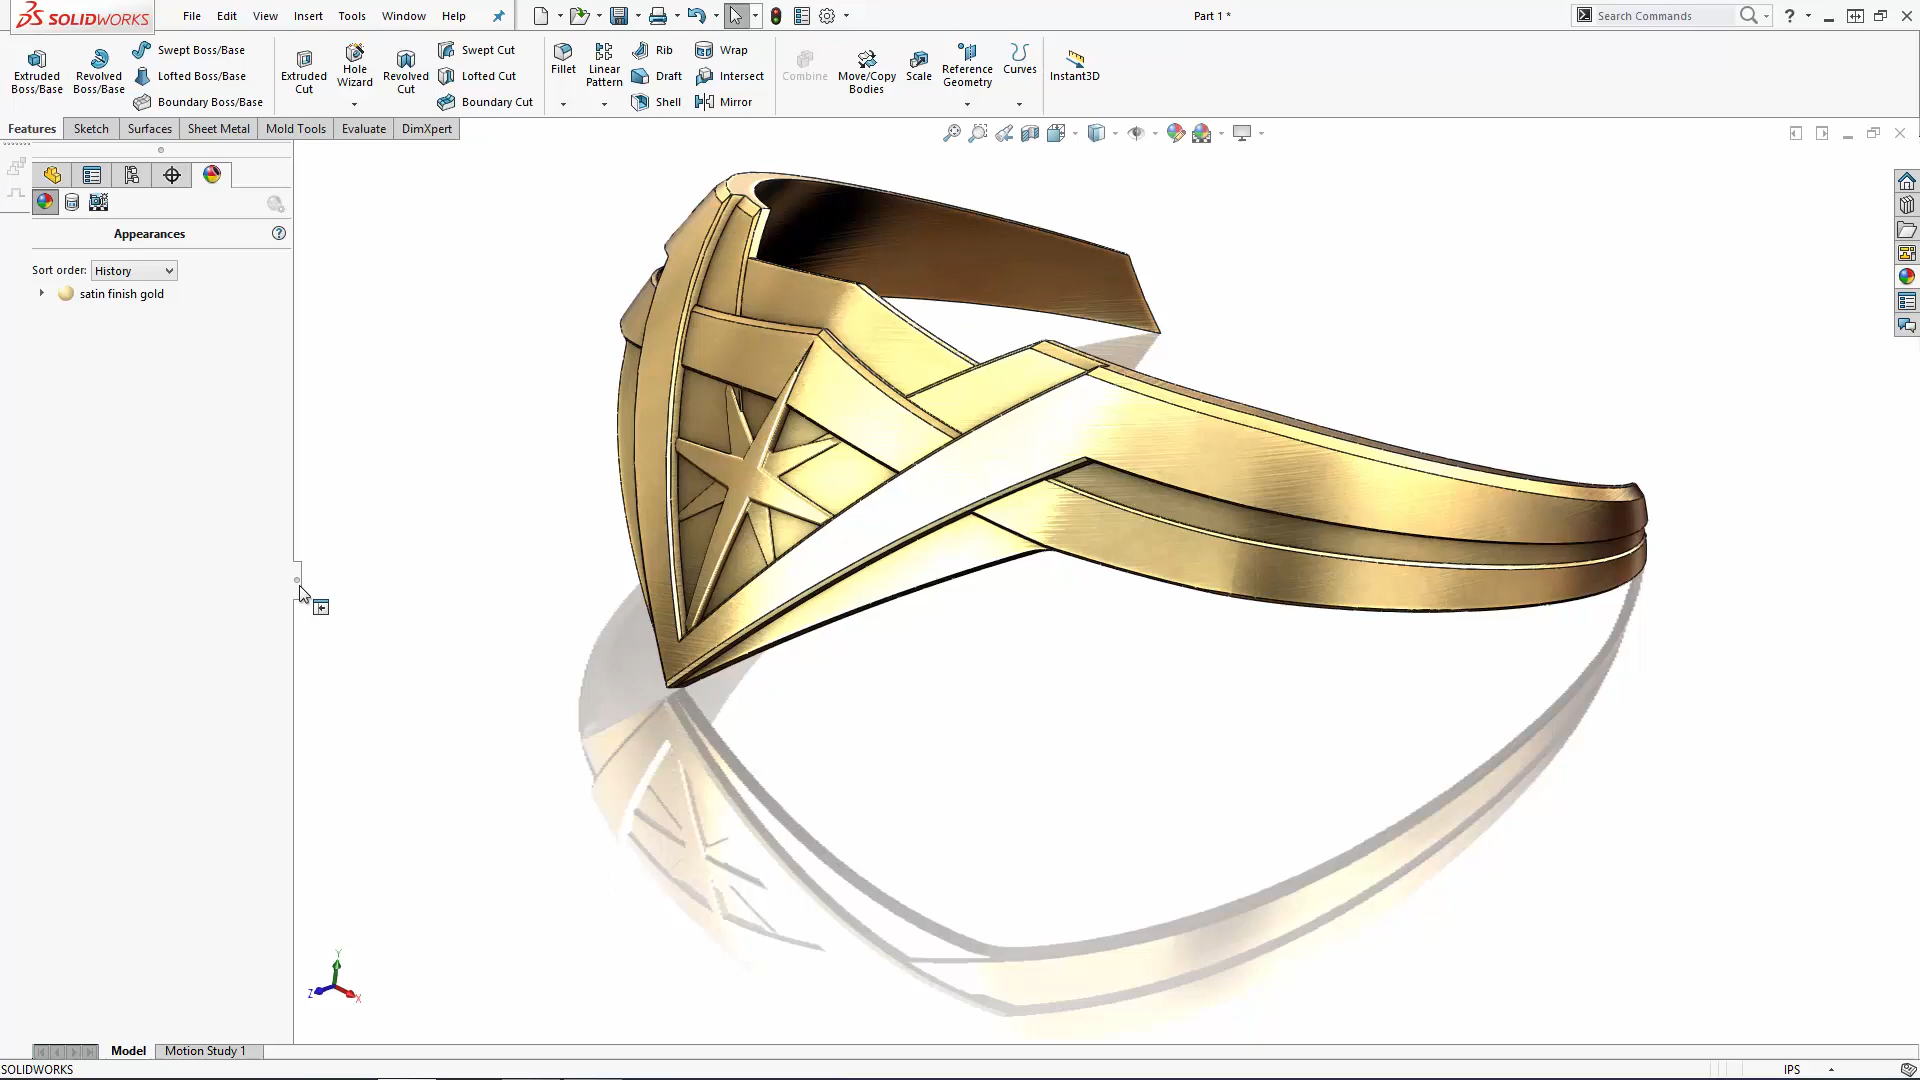 SOLIDWORKS File Edit View Insert Tools Window Help Part 1 * Search Commands ?
Extruded Boss/Base Revolved Boss/Base Swept Boss/Base Lofted Boss/Base Boundary Boss/Base Extruded Cut Hole Wizard Revolved Cut Swept Cut Lofted Cut Boundary Cut Fillet Linear Pattern Rib Draft Shell Wrap Intersect Mirror Combine Move/Copy Bodies Scale Reference Geometry Curves Instant3D
Features Sketch Surfaces Sheet Metal Mold Tools Evaluate DimXpert
Appearances ?
Sort order: History
satin finish gold
Y
Z X
Model Motion Study 1
SOLIDWORKS IPS